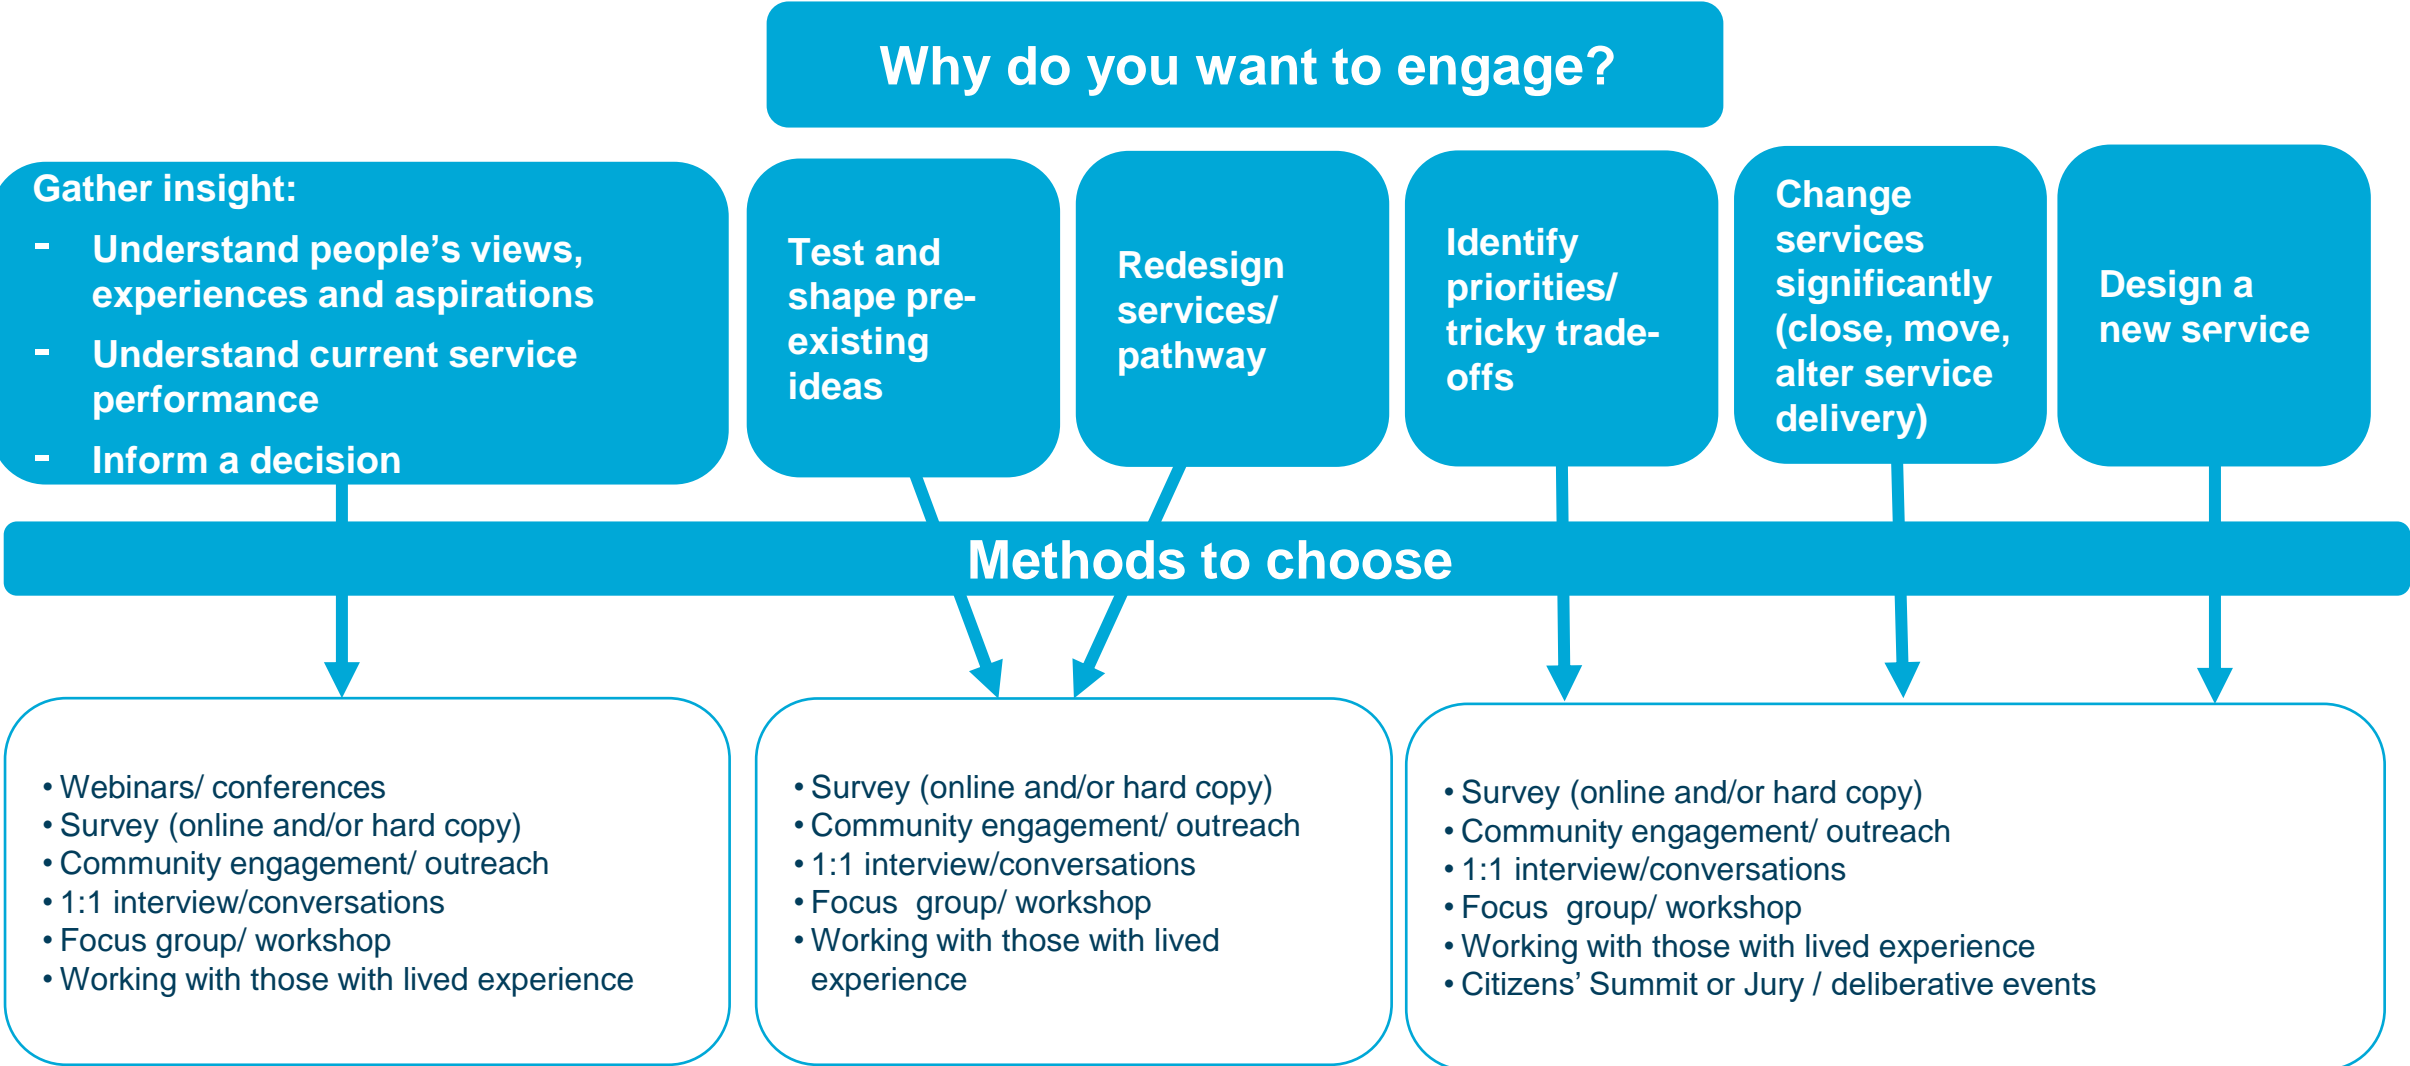 Why do you want to engage?
Gather insight:
- Understand people’s views,
experiences and aspirations
- Understand current service
performance
- Inform a decision
Test and
shape pre-
existing
ideas
Redesign
services/
pathway
Identify
priorities/
tricky trade-
offs
Change
services
significantly
(close, move,
alter service
delivery)
Design a
new service
Methods to choose
• Webinars/ conferences
• Survey (online and/or hard copy)
• Community engagement/ outreach
• 1:1 interview/conversations
• Focus group/ workshop
• Working with those with lived experience
• Survey (online and/or hard copy)
• Community engagement/ outreach
• 1:1 interview/conversations
• Focus  group/ workshop
• Working with those with lived
experience
• Survey (online and/or hard copy)
• Community engagement/ outreach
• 1:1 interview/conversations
• Focus  group/ workshop
• Working with those with lived experience
• Citizens’ Summit or Jury / deliberative events